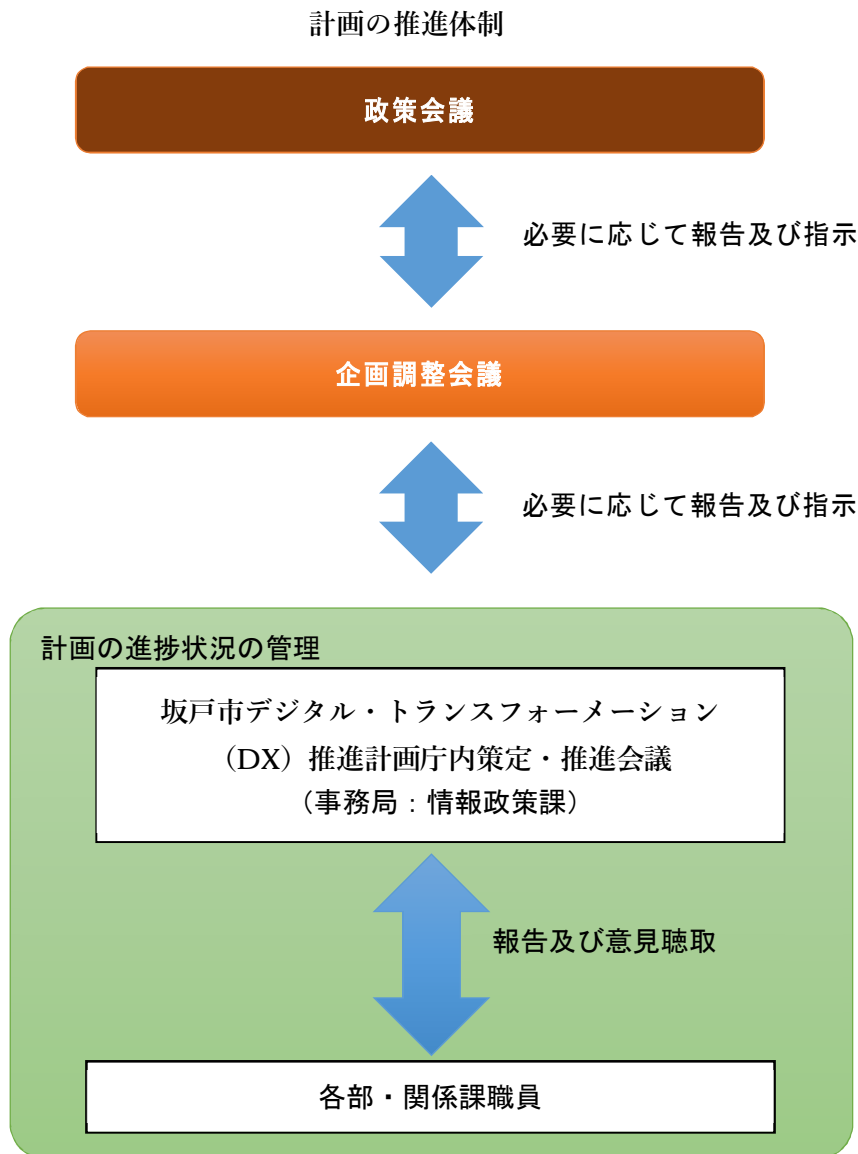 計画の推進体制
政策会議
必要に応じて報告及び指示
企画調整会議
必要に応じて報告及び指示
計画の進捗状況の管理
坂戸市デジタル・トランスフォーメーション
（DX）推進計画庁内策定・推進会議
（事務局：情報政策課）
報告及び意見聴取
各部・関係課職員